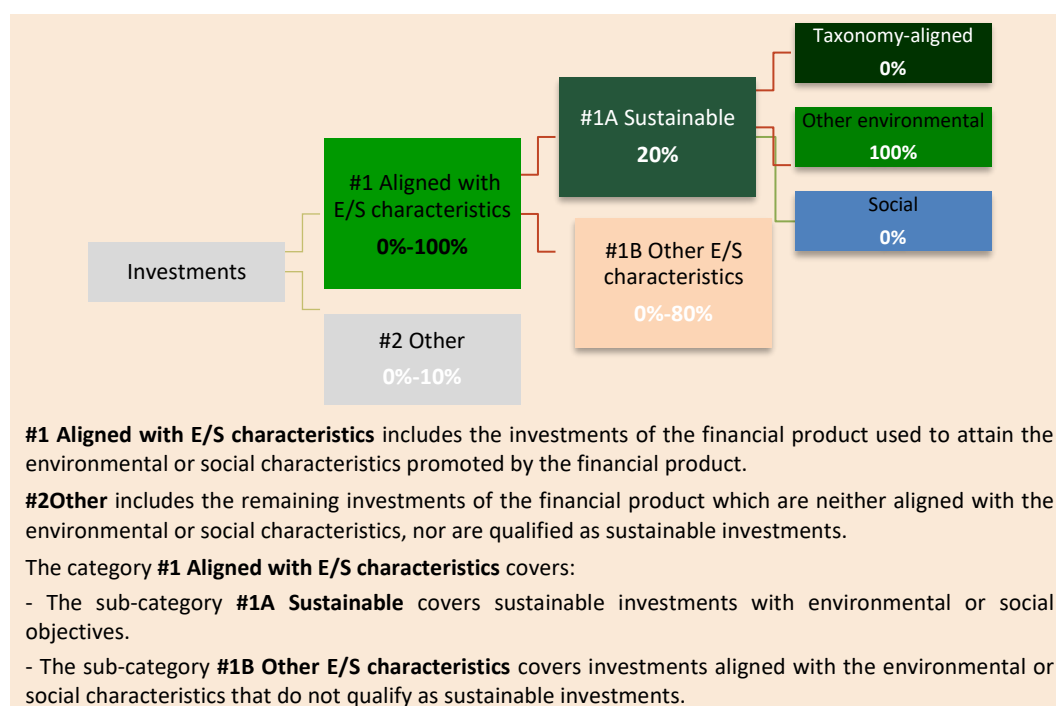 Taxonomy-aligned
0%
#1A Sustainable
20%
Other environmental
100%
#1 Aligned with
E/S characteristics
0%-100%
Social
0%
#1B Other E/S
characteristics
0%-80%
Investments
#2 Other
0%-10%
#1 Aligned with E/S characteristics includes the investments of the financial product used to attain the
environmental or social characteristics promoted by the financial product.
#2Other includes the remaining investments of the financial product which are neither aligned with the
environmental or social characteristics, nor are qualified as sustainable investments.
The category #1 Aligned with E/S characteristics covers:
- The sub-category #1A Sustainable covers sustainable investments with environmental or social
objectives.
- The sub-category #1B Other E/S characteristics covers investments aligned with the environmental or
social characteristics that do not qualify as sustainable investments.